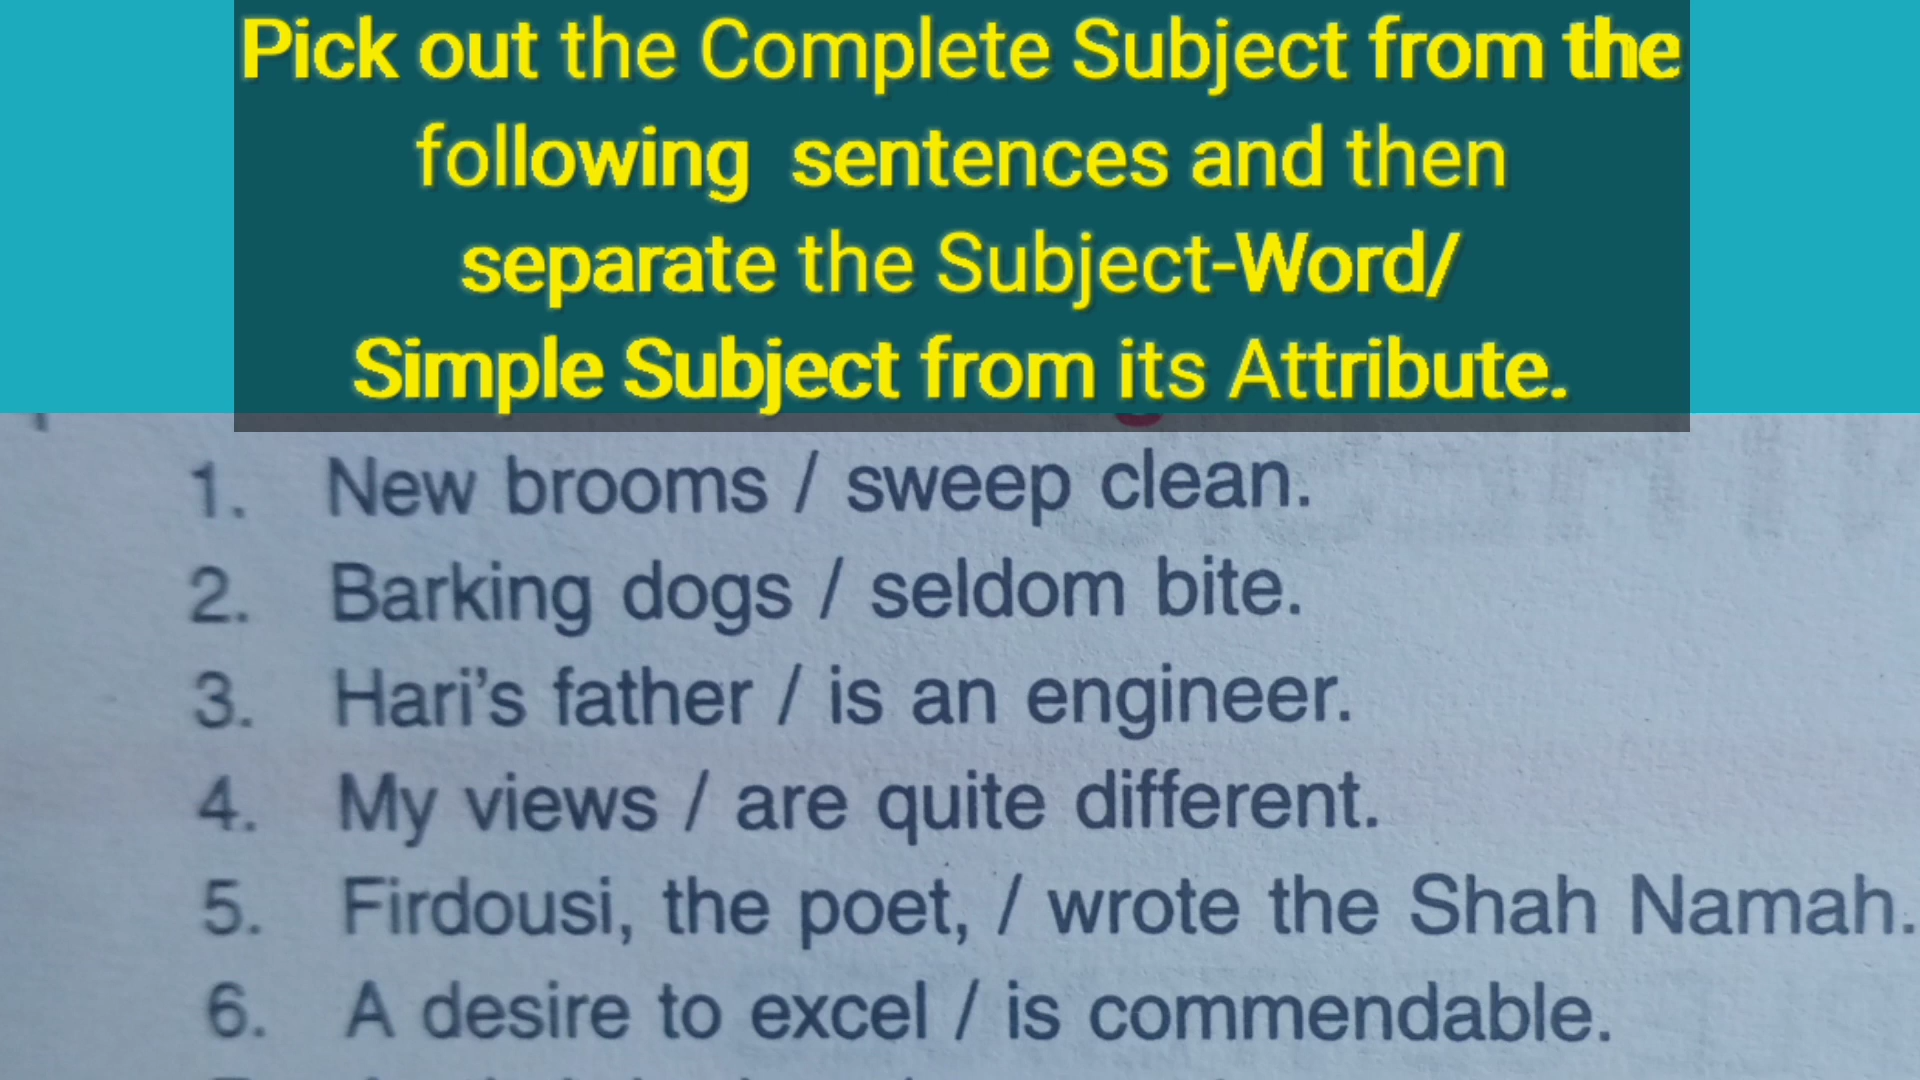 Pick out the Complete Subject from the
following sentences and then
separate the Subject-Word/
Simple Subject from its Attribute.
1. New brooms / sweep clean.
2. Barking dogs / seldom bite.
3. Hari's father / is an engineer.
4. My views / are quite different.
5. Firdousi, the poet, / wrote the Shah Namah.
6. A desire to excel / is commendable.